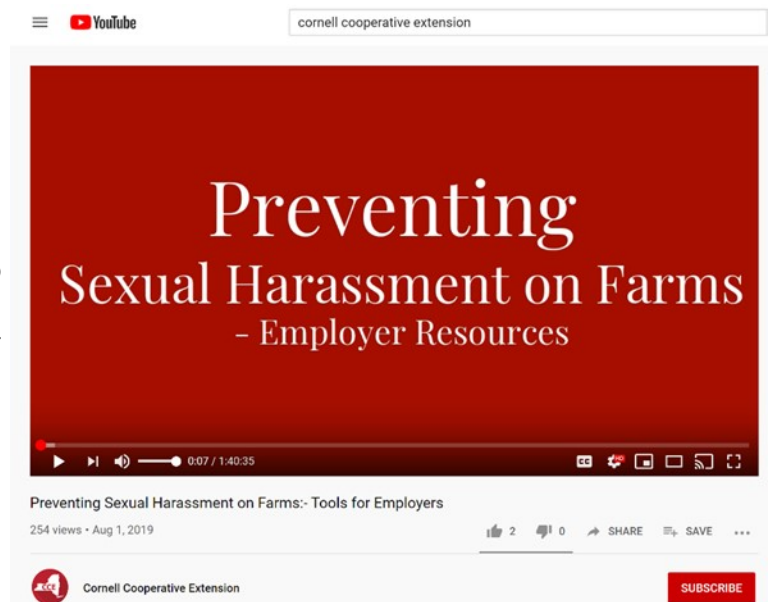 YouTube
cornell cooperative extension
Preventing
Sexual Harassment on Farms
- Employer Resources
0:07 / 1:40:35
CC
HD
Preventing Sexual Harassment on Farms:- Tools for Employers
254 views • Aug 1, 2019
2 0 SHARE SAVE
CCE
Cornell Cooperative Extension
SUBSCRIBE